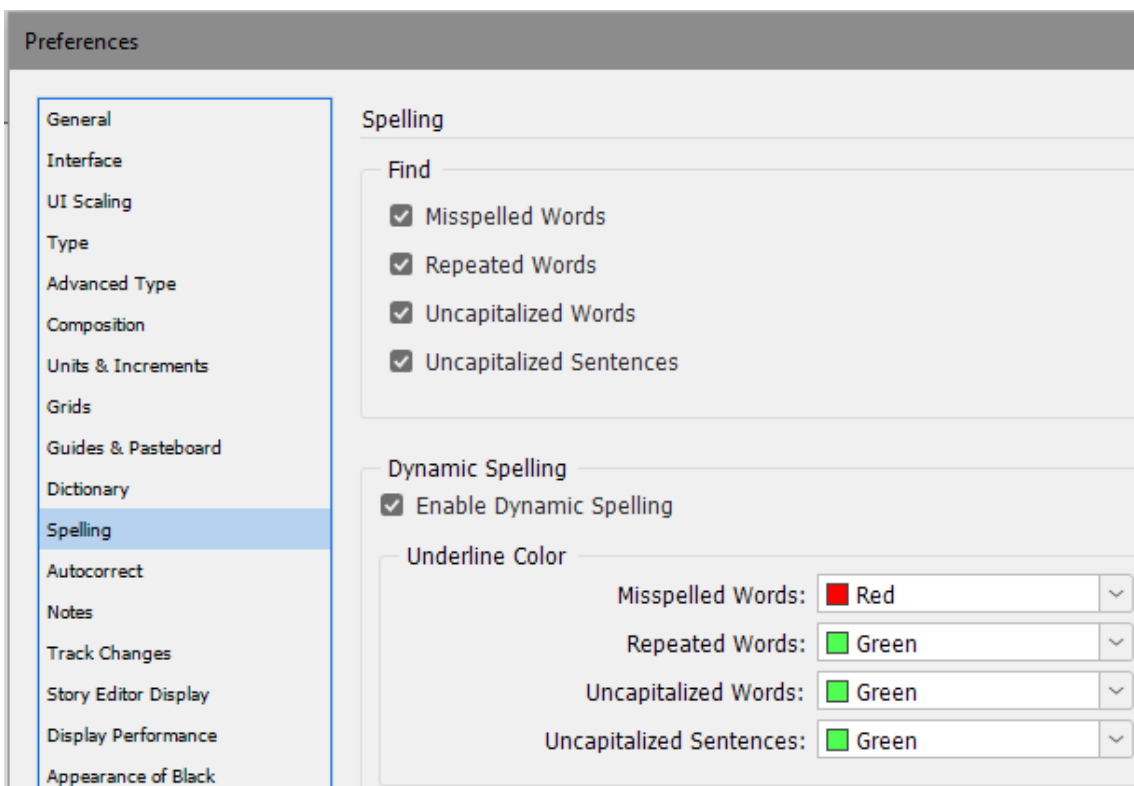 Preferences
General
Interface
UI Scaling
Type
Advanced Type
Composition
Units & Increments
Grids
Guides & Pasteboard
Dictionary
Spelling
Autocorrect
Notes
Track Changes
Story Editor Display
Display Performance
Appearance of Black
Spelling
Find
Misspelled Words
Repeated Words
Uncapitalized Words
Uncapitalized Sentences
Dynamic Spelling
Enable Dynamic Spelling
Underline Color
Misspelled Words: Red
Repeated Words: Green
Uncapitalized Words: Green
Uncapitalized Sentences: Green